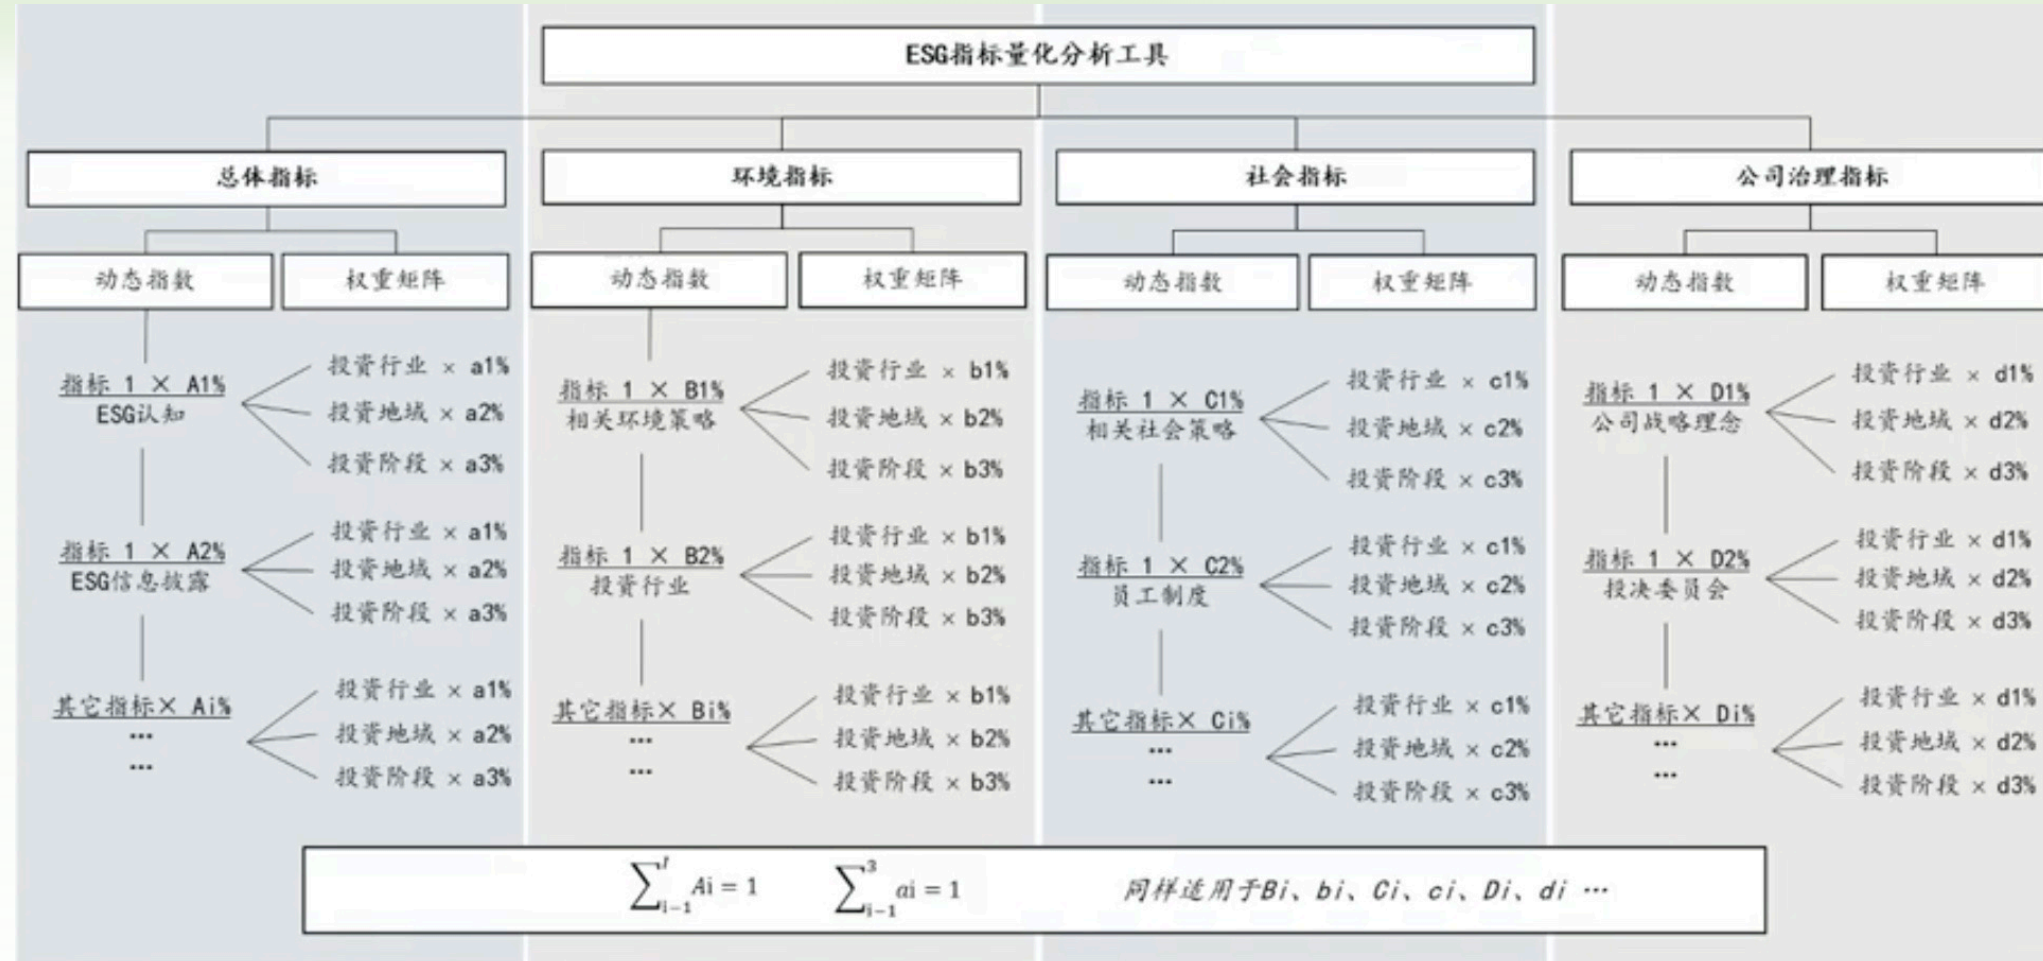 ESG指标量化分析工具
总体指标
动态指数
权重矩阵
指标 1 × A1%
ESG认知
投资行业 × a1%
投资地域 × a2%
投资阶段 × a3%
指标 1 × A2%
ESG信息披露
投资行业 × a1%
投资地域 × a2%
投资阶段 × a3%
其它指标× Ai%
…
…
投资行业 × a1%
投资地域 × a2%
投资阶段 × a3%
环境指标
动态指数
权重矩阵
指标 1 × B1%
相关环境策略
投资行业 × b1%
投资地域 × b2%
投资阶段 × b3%
指标 1 × B2%
投资行业
投资行业 × b1%
投资地域 × b2%
投资阶段 × b3%
其它指标× Bi%
…
…
投资行业 × b1%
投资地域 × b2%
投资阶段 × b3%
社会指标
动态指数
权重矩阵
指标 1 × C1%
相关社会策略
投资行业 × c1%
投资地域 × c2%
投资阶段 × c3%
指标 1 × C2%
员工制度
投资行业 × c1%
投资地域 × c2%
投资阶段 × c3%
其它指标× Ci%
…
…
投资行业 × c1%
投资地域 × c2%
投资阶段 × c3%
公司治理指标
动态指数
权重矩阵
指标 1 × D1%
公司战略理念
投资行业 × d1%
投资地域 × d2%
投资阶段 × d3%
指标 1 × D2%
投决委员会
投资行业 × d1%
投资地域 × d2%
投资阶段 × d3%
其它指标× Di%
…
…
投资行业 × d1%
投资地域 × d2%
投资阶段 × d3%
∑_{i-1}^{I} Ai = 1 ∑_{i-1}^{3} ai = 1 同样适用于Bi、bi、Ci、ci、Di、di …